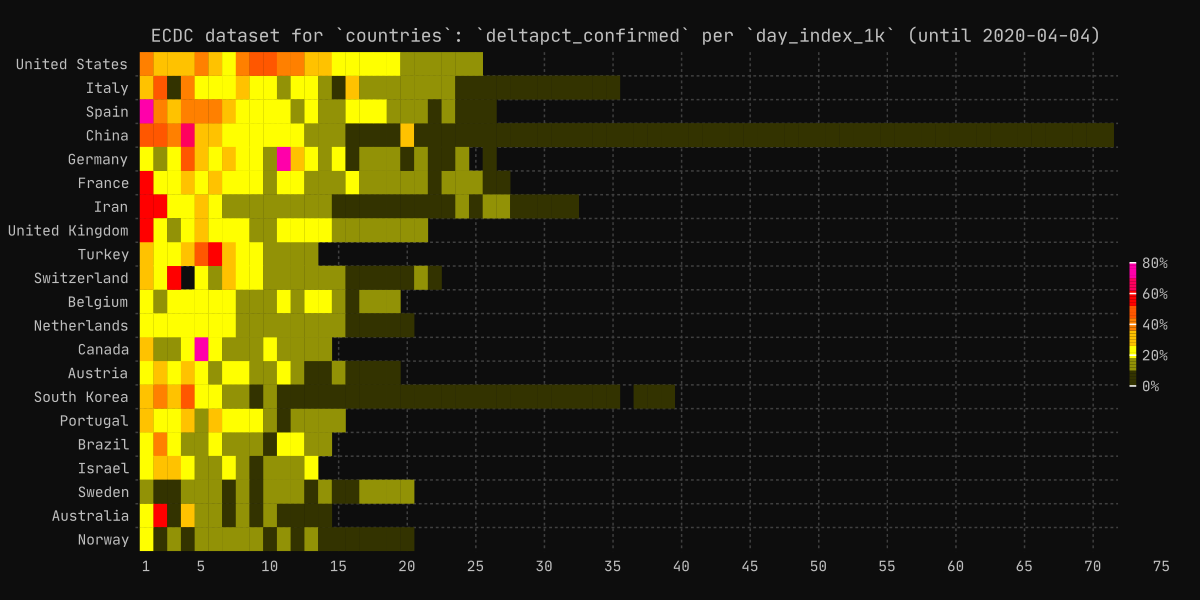 ECDC dataset for `countries`: `deltapct_confirmed` per `day_index_1k` (until 2020-04-04)
United States
Italy
Spain
China
Germany
France
Iran
United Kingdom
Turkey
Switzerland
Belgium
Netherlands
Canada
Austria
South Korea
Portugal
Brazil
Israel
Sweden
Australia
Norway
80%
60%
40%
20%
0%
1 5 10 15 20 25 30 35 40 45 50 55 60 65 70 75